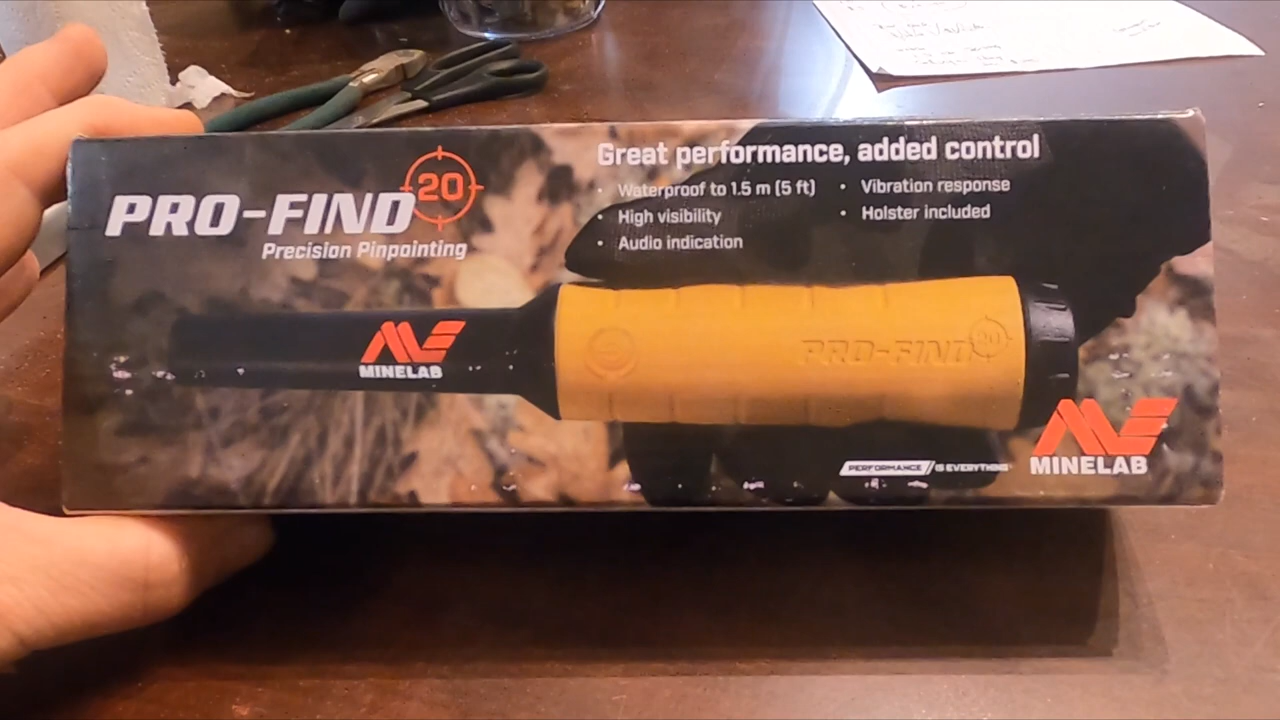 PRO-FIND 20
Precision Pinpointing
Great performance, added control
• Waterproof to 1.5 m (5 ft)
• High visibility
• Audio indication
• Vibration response
• Holster included
MINELAB
PRO-FIND 20
PERFORMANCE IS EVERYTHING
MINELAB